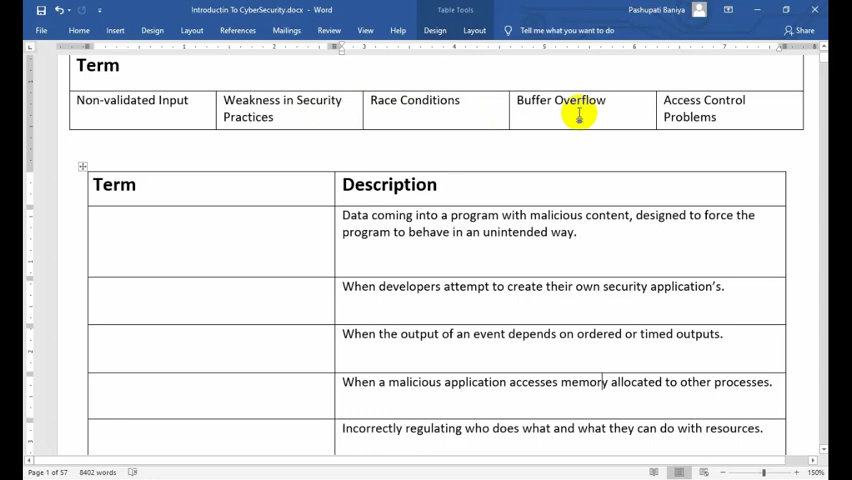 Introductin To CyberSecurity.docx - Word
Table Tools
Pashupati Baniya
File Home Insert Design Layout References Mailings Review View Help Design Layout Tell me what you want to do Share
Term
Non-validated Input
Weakness in Security
Practices
Race Conditions
Buffer Overflow
Access Control
Problems
Term Description
Data coming into a program with malicious content, designed to force the
program to behave in an unintended way.
When developers attempt to create their own security application's.
When the output of an event depends on ordered or timed outputs.
When a malicious application accesses memory allocated to other processes.
Incorrectly regulating who does what and what they can do with resources.
Page 1 of 57 8402 words 150%